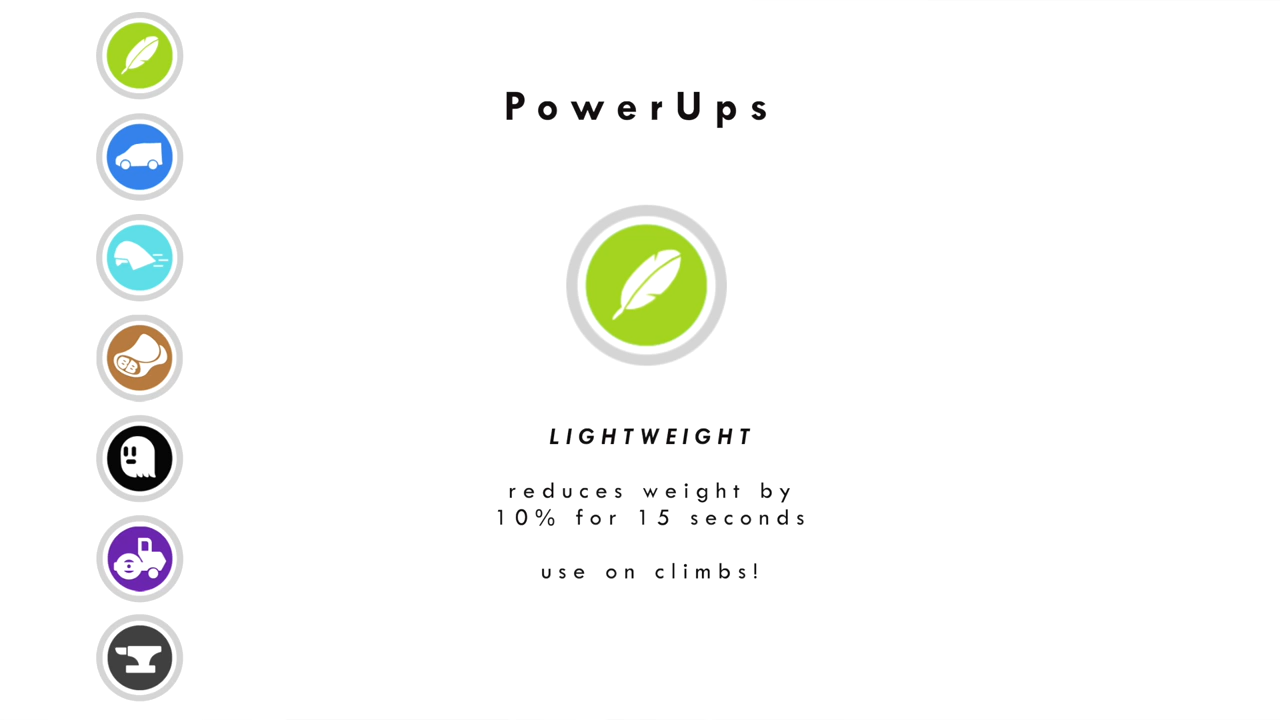 PowerUps
LIGHTWEIGHT
reduces weight by
10% for 15 seconds
use on climbs!